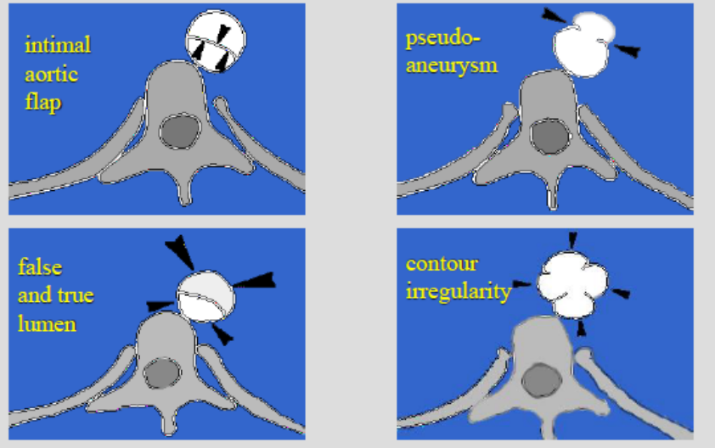 intimal
aortic
flap
pseudo-
aneurysm
false
and true
lumen
contour
irregularity